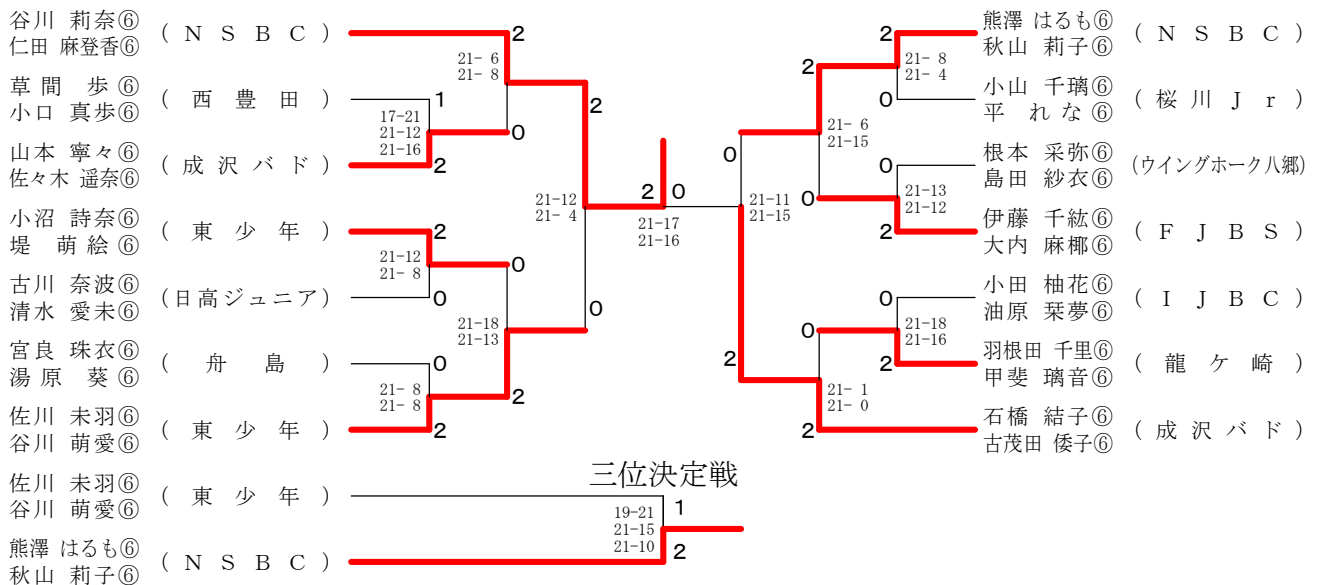 谷川 莉奈⑥
仁田 麻登香⑥
( N S B C )
2
21- 6
21- 8
草間 歩⑥
小口 真歩⑥
( 西 豊 田 )
1
17-21
21-12
21-16
0
山本 寧々⑥
佐々木 遥奈⑥
( 成 沢 バ ド )
2
2
21-12
21- 4
小沼 詩奈⑥
堤 萌絵⑥
( 東 少 年 )
2
21-12
21- 8
0
古川 奈波⑥
清水 愛未⑥
(日高ジュニア)
0
21-18
21-13
0
宮良 珠衣⑥
湯原 葵⑥
( 舟 島 )
0
21- 8
21- 8
2
佐川 未羽⑥
谷川 萌愛⑥
( 東 少 年 )
2
2 0
21-17
21-16
熊澤 はるも⑥
秋山 莉子⑥
( N S B C )
2
21- 8
21- 4
2
小山 千璃⑥
平 れな⑥
( 桜 川 J r )
0
21- 6
21-15
0
根本 采弥⑥
島田 紗衣⑥
(ウイングホーク八郷)
0
21-13
21-12
0
伊藤 千紘⑥
大内 麻椰⑥
( F J B S )
2
21-11
21-15
小田 柚花⑥
油原 栞夢⑥
( I J B C )
0
21-18
21-16
0
羽根田 千里⑥
甲斐 璃音⑥
( 龍 ケ 崎 )
2
2
21- 1
21- 0
石橋 結子⑥
古茂田 倭子⑥
( 成 沢 バ ド )
2
三位決定戦
佐川 未羽⑥
谷川 萌愛⑥
( 東 少 年 )
1
19-21
21-15
21-10
熊澤 はるも⑥
秋山 莉子⑥
( N S B C )
2